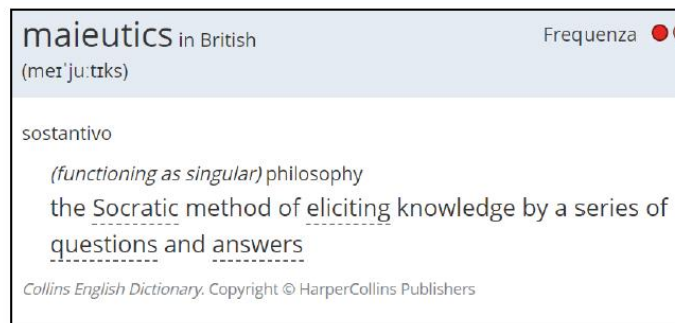 maieutics in British Frequenza
(meɪˈjuːtɪks)
sostantivo
(functioning as singular) philosophy
the Socratic method of eliciting knowledge by a series of
questions and answers
Collins English Dictionary. Copyright © HarperCollins Publishers